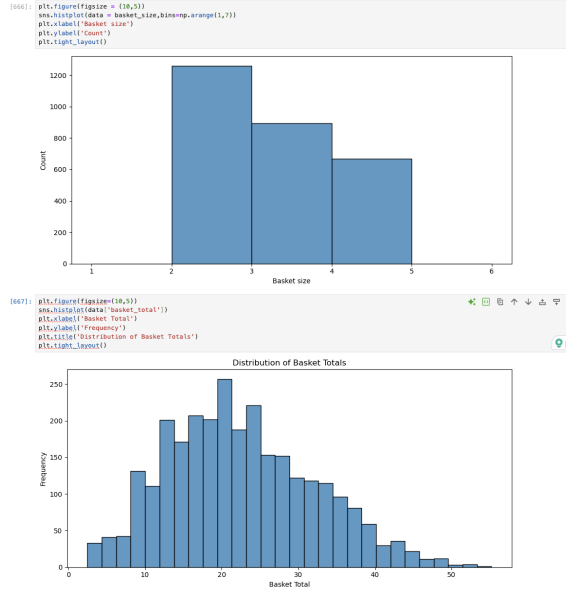 [666]: plt.figure(figsize = (10,5))
sns.histplot(data = basket_size,bins=np.arange(1,7))
plt.xlabel('Basket size')
plt.ylabel('Count')
plt.tight_layout()
1200
1000
800
600
400
200
0
Count
1 2 3 4 5 6
Basket size
[667]: plt.figure(figsize=(10,5))
sns.histplot(data['basket_total'])
plt.xlabel('Basket Total')
plt.ylabel('Frequency')
plt.title('Distribution of Basket Totals')
plt.tight_layout()
Distribution of Basket Totals
250
200
150
100
50
0
Frequency
0 10 20 30 40 50
Basket Total